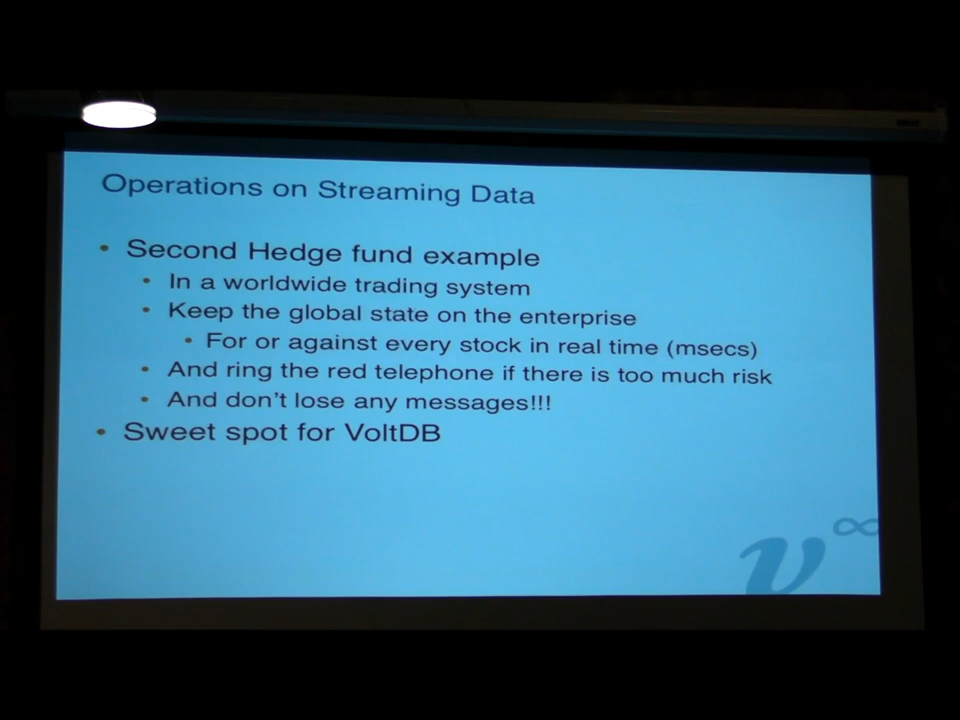 Operations on Streaming Data
• Second Hedge fund example
• In a worldwide trading system
• Keep the global state on the enterprise
• For or against every stock in real time (msecs)
• And ring the red telephone if there is too much risk
• And don't lose any messages!!!
• Sweet spot for VoltDB
v∞